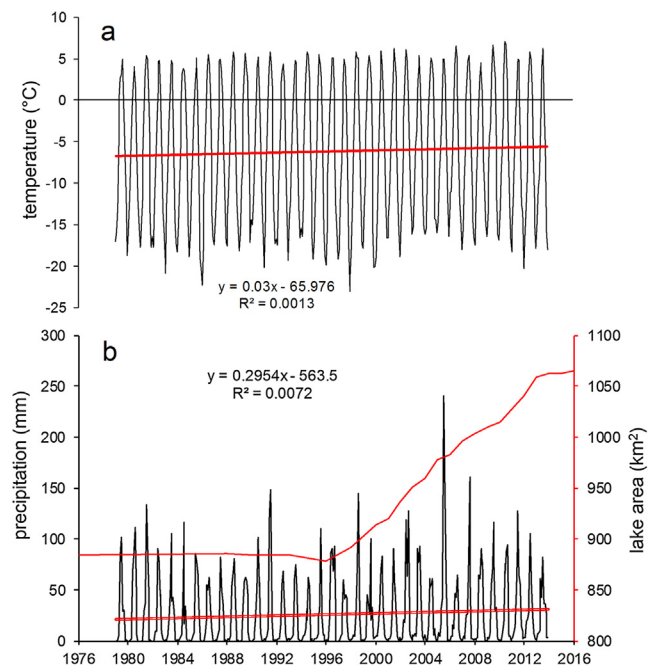 a
10
5
0
-5
-10
-15
-20
-25
temperature (°C)
y = 0.03x - 65.976
R² = 0.0013
b
300
250
200
150
100
50
0
precipitation (mm)
y = 0.2954x - 563.5
R² = 0.0072
1100
1050
1000
950
900
850
800
lake area (km²)
1976 1980 1984 1988 1992 1996 2000 2004 2008 2012 2016